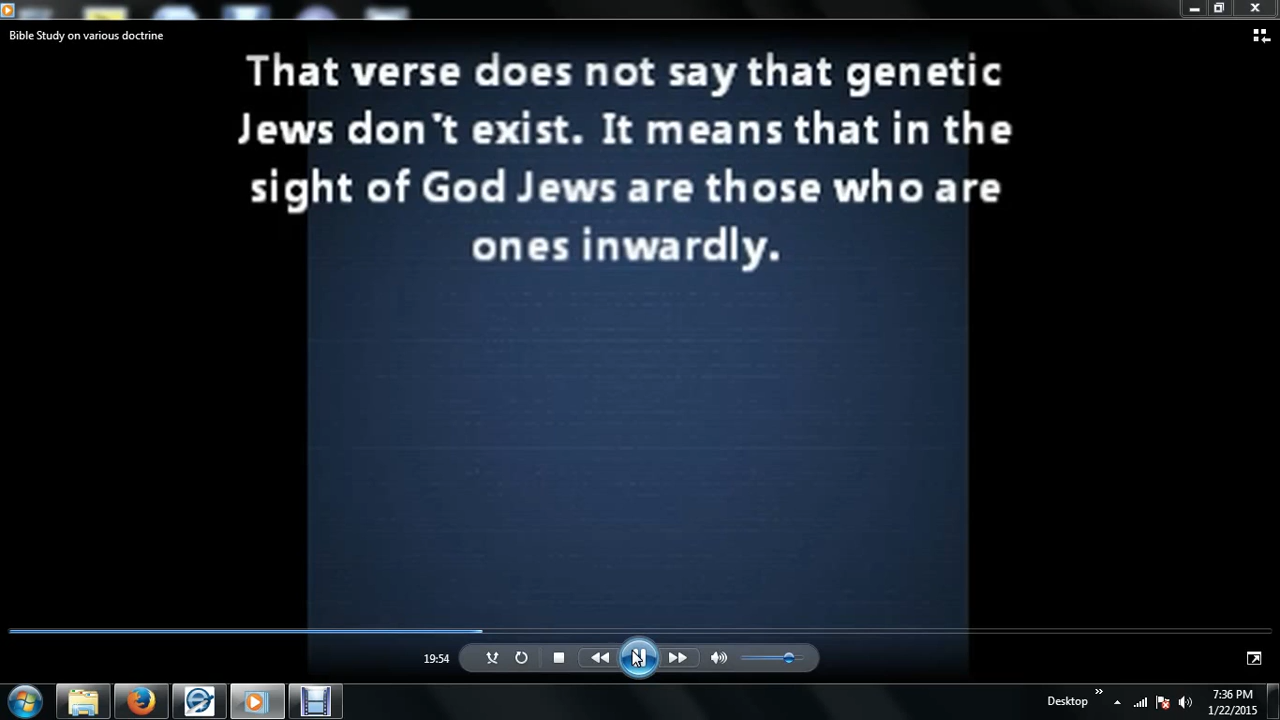 Bible Study on various doctrine
That verse does not say that genetic
Jews don't exist. It means that in the
sight of God Jews are those who are
ones inwardly.
19:54
Desktop
7:36 PM
1/22/2015